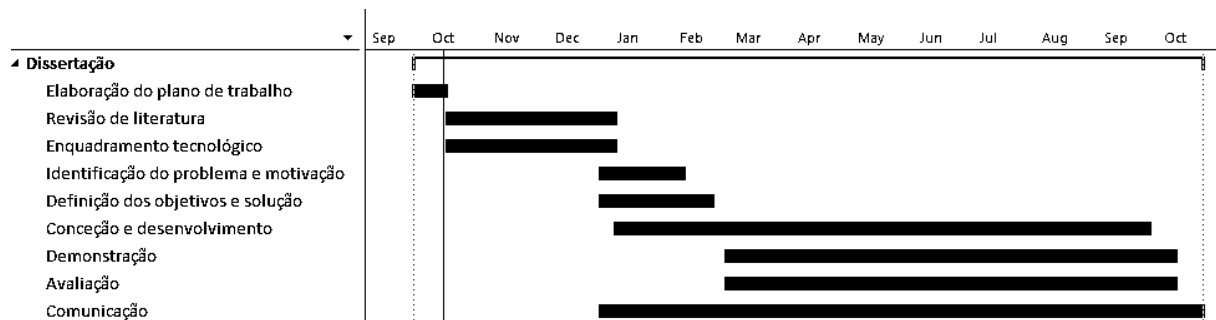 Sep Oct Nov Dec Jan Feb Mar Apr May Jun Jul Aug Sep Oct
Dissertação
Elaboração do plano de trabalho
Revisão de literatura
Enquadramento tecnológico
Identificação do problema e motivação
Definição dos objetivos e solução
Conceção e desenvolvimento
Demonstração
Avaliação
Comunicação